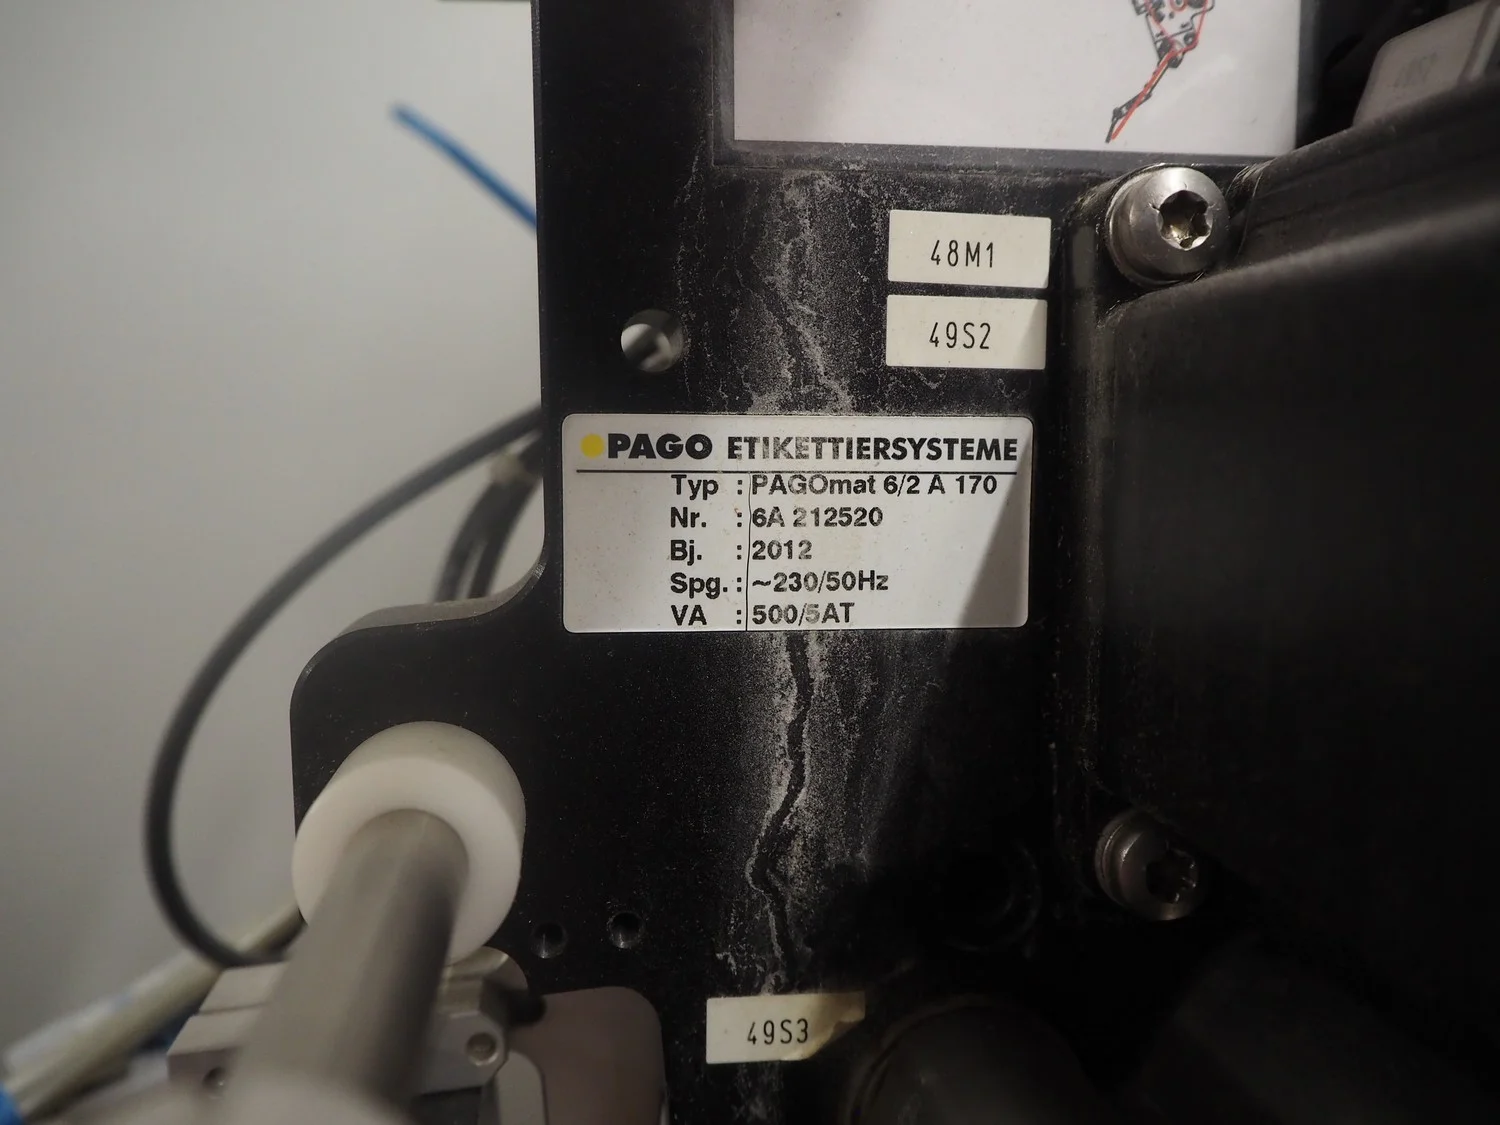 48M1
49S2
PAGO ETIKETTIERSYSTEME
Typ : PAGOmat 6/2 A 170
Nr. : 6A 212520
Bj. : 2012
Spg. : ~230/50Hz
VA : 500/5AT
49S3